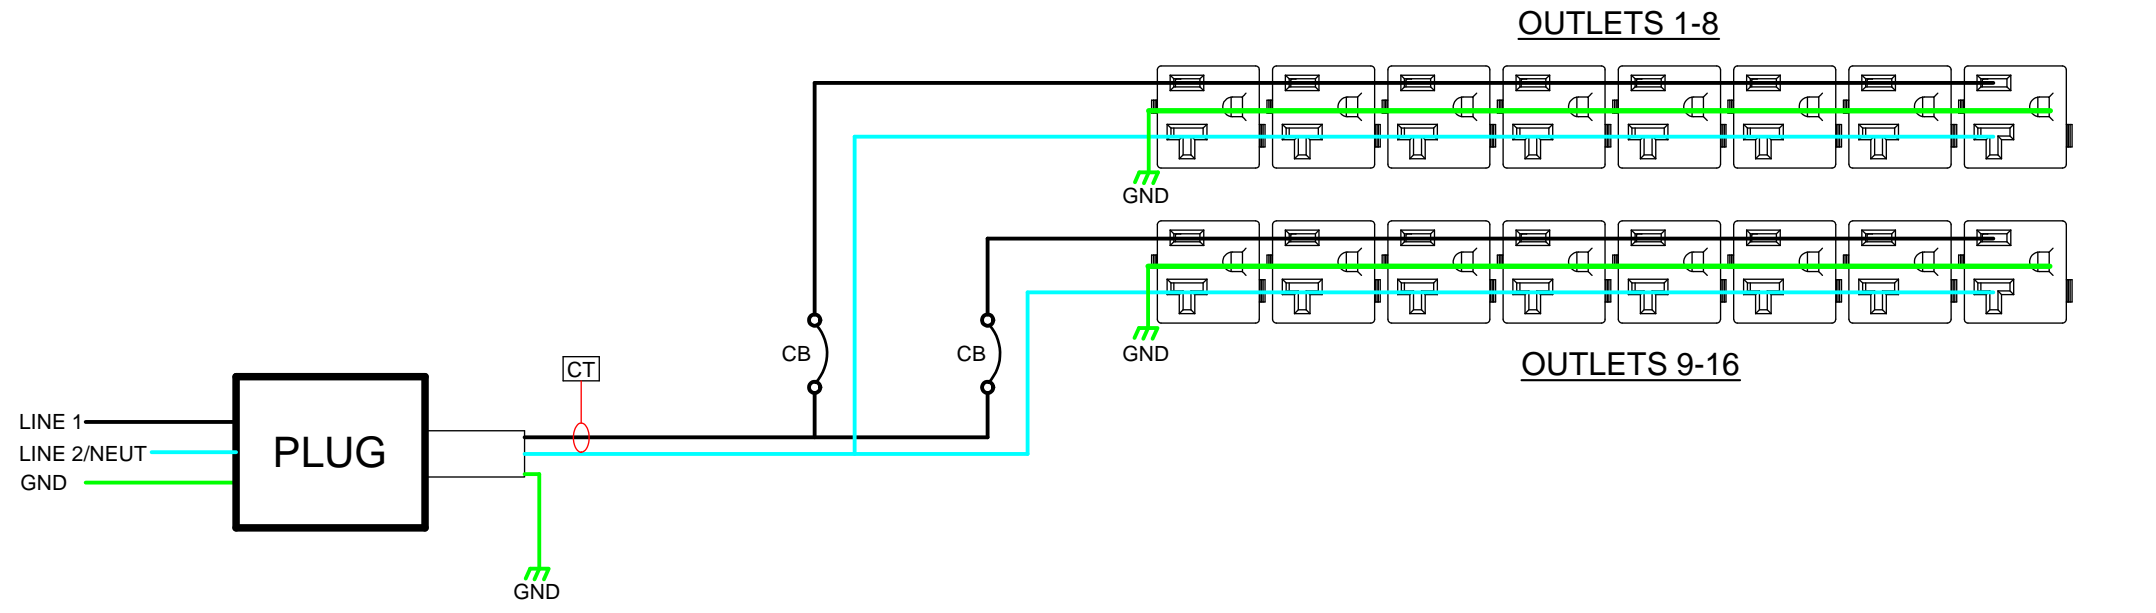 OUTLETS 1-8
GND
GND
OUTLETS 9-16
CB
CB
CT
LINE 1
LINE 2/NEUT
GND
PLUG
GND